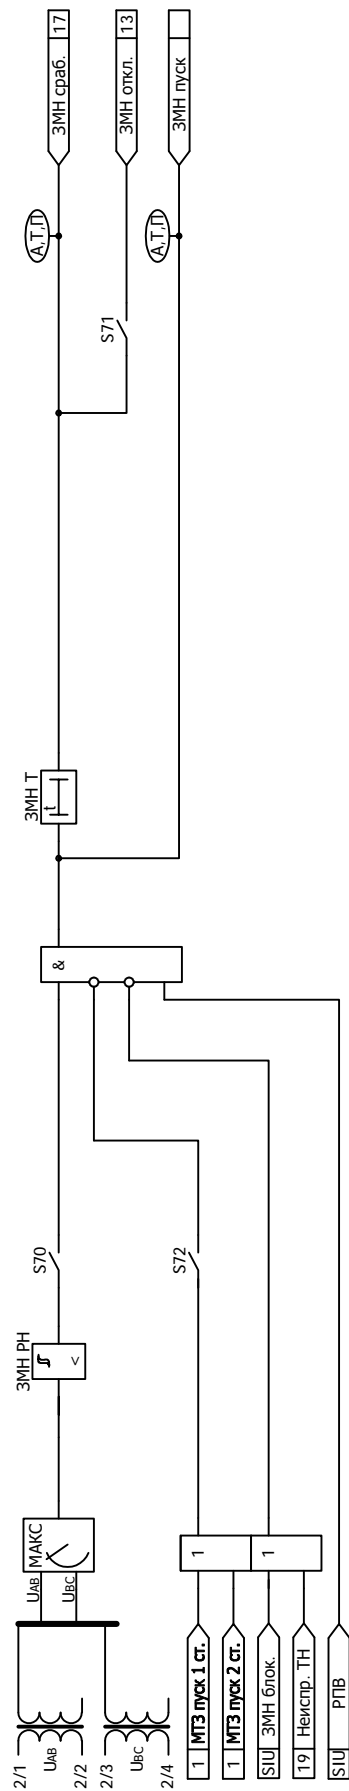 2/1
UAB
2/2
2/3
UBC
2/4
UAB
UBC
МАКС
ЗМН РН
<
S70
1 МТЗ пуск 1 ст.
1 МТЗ пуск 2 ст.
SIU ЗМН блок.
19 Неиспр. ТН
SIU РПВ
1
1
S72
&
ЗМН Т
t
S71
А,Т,П
А,Т,П
ЗМН сраб. 17
ЗМН откл. 13
ЗМН пуск